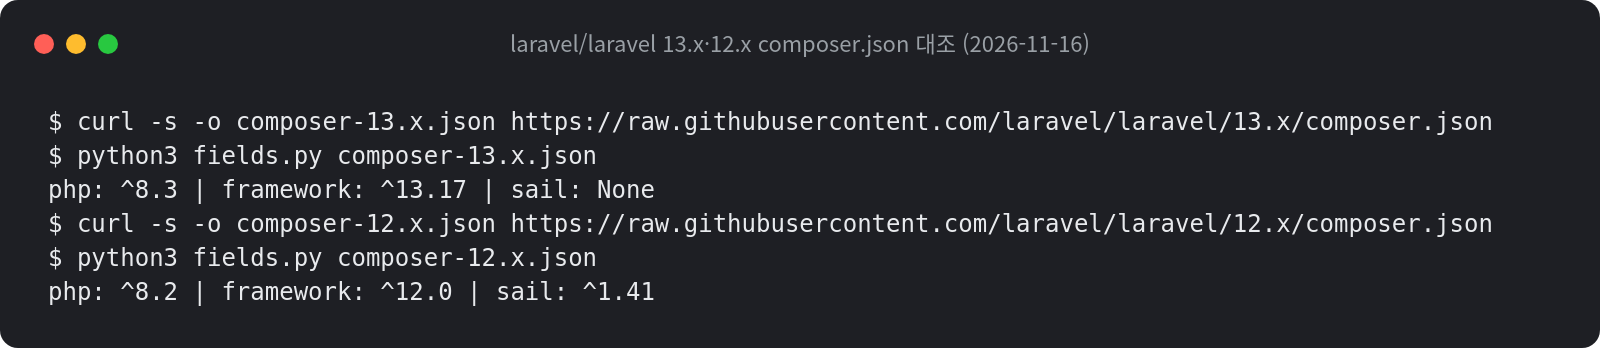 laravel/laravel 13.x·12.x composer.json 대조 (2026-11-16)
$ curl -s -o composer-13.x.json https://raw.githubusercontent.com/laravel/laravel/13.x/composer.json
$ python3 fields.py composer-13.x.json
php: ^8.3 | framework: ^13.17 | sail: None
$ curl -s -o composer-12.x.json https://raw.githubusercontent.com/laravel/laravel/12.x/composer.json
$ python3 fields.py composer-12.x.json
php: ^8.2 | framework: ^12.0 | sail: ^1.41